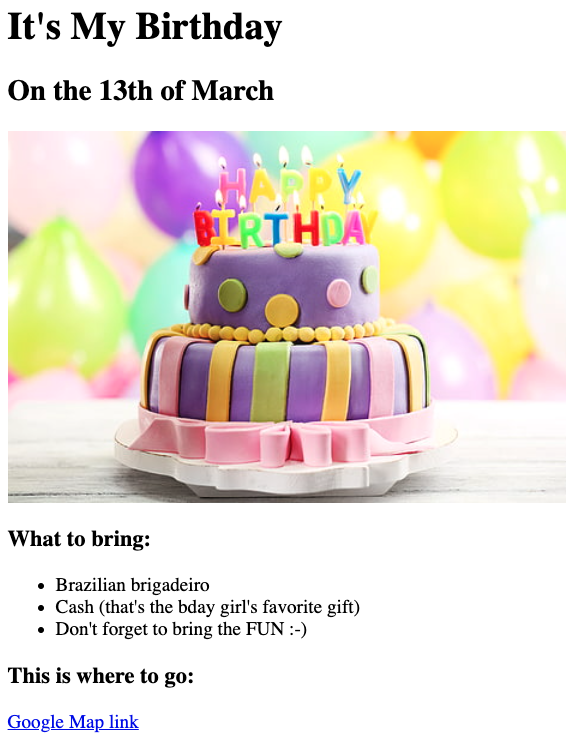 It's My Birthday
On the 13th of March
HAPPY
BIRTHDAY
What to bring:
Brazilian brigadeiro
Cash (that's the bday girl's favorite gift)
Don't forget to bring the FUN :-)
This is where to go:
Google Map link